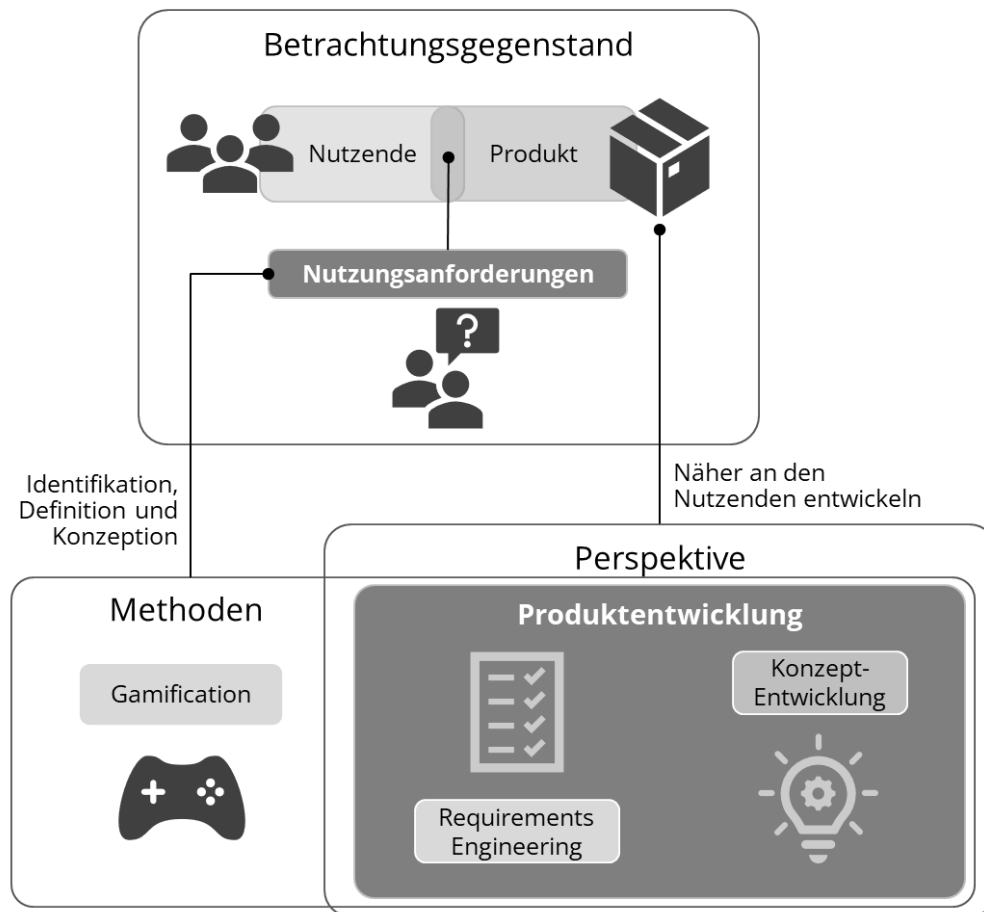 Betrachtungsgegenstand
Nutzende
Produkt
Nutzungsanforderungen
?
Identifikation,
Definition und
Konzeption
Näher an den
Nutzenden entwickeln
Perspektive
Methoden
Produktentwicklung
Gamification
Konzept-
Entwicklung
Requirements
Engineering